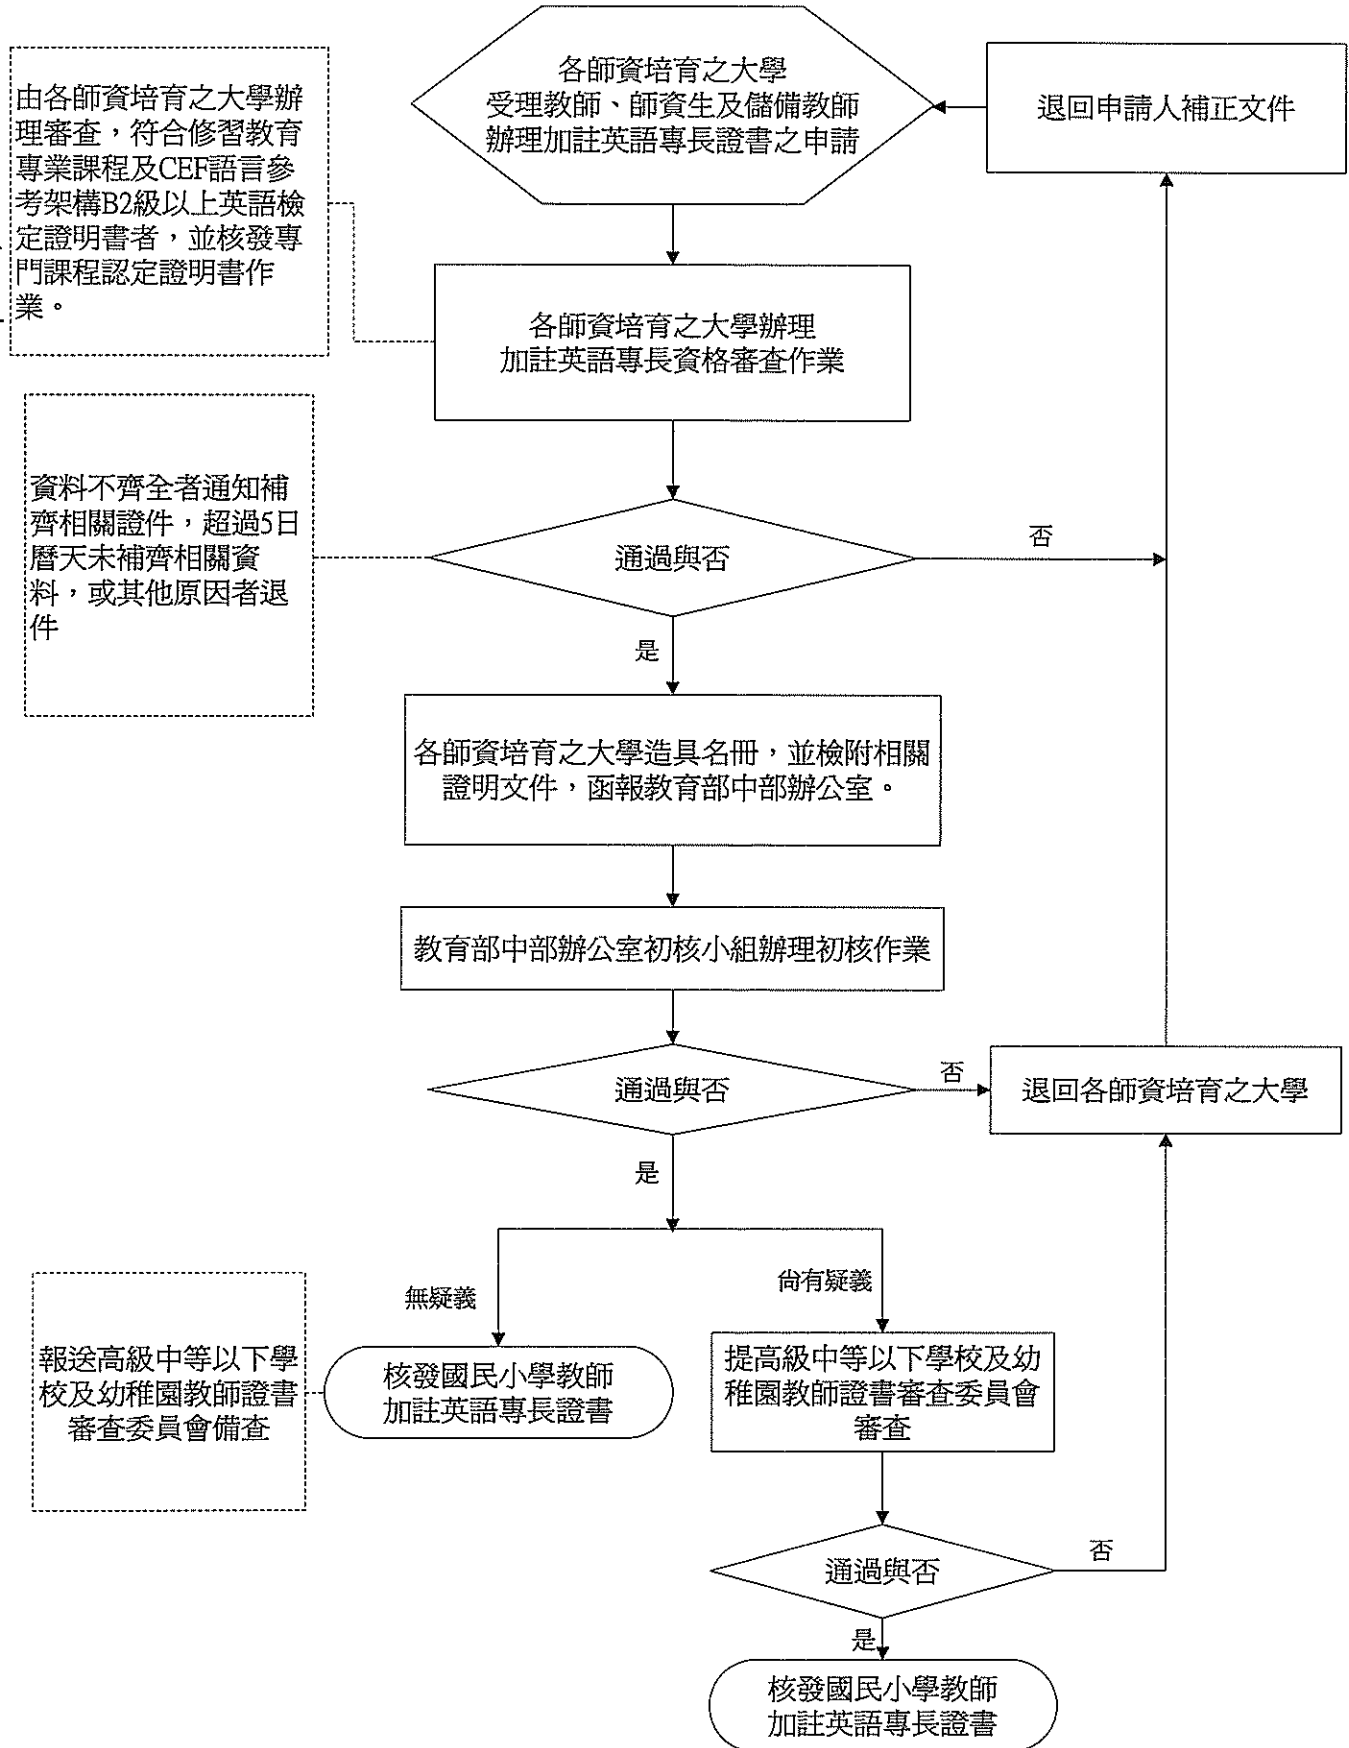 各師資培育之大學
受理教師、師資生及儲備教師
辦理加註英語專長證書之申請
退回申請人補正文件
由各師資培育之大學辦
理審查，符合修習教育
專業課程及CEF語言參
考架構B2級以上英語檢
定證明書者，並核發專
門課程認定證明書作
業。
各師資培育之大學辦理
加註英語專長資格審查作業
資料不齊全者通知補
齊相關證件，超過5日
曆天未補齊相關資
料，或其他原因者退
件
通過與否
否
是
各師資培育之大學造具名冊，並檢附相關
證明文件，函報教育部中部辦公室。
教育部中部辦公室初核小組辦理初核作業
通過與否
否
退回各師資培育之大學
是
無疑義
尚有疑義
報送高級中等以下學
校及幼稚園教師證書
審查委員會備查
核發國民小學教師
加註英語專長證書
提高級中等以下學校及幼
稚園教師證書審查委員會
審查
通過與否
否
是
核發國民小學教師
加註英語專長證書